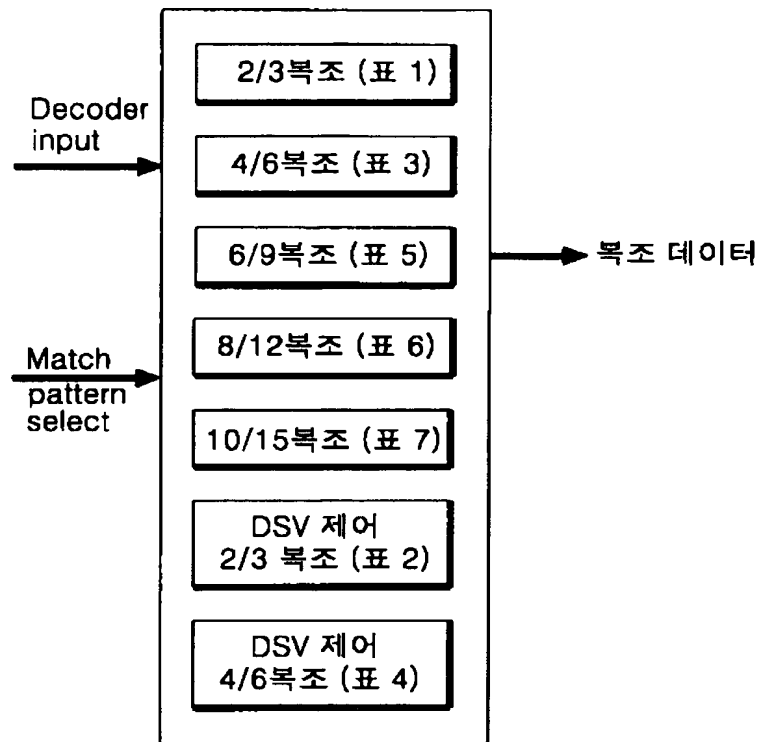 2/3복조 (표 1)
Decoder
input
4/6복조 (표 3)
6/9복조 (표 5)
복조 데이터
8/12복조 (표 6)
Match
pattern
select
10/15복조 (표 7)
DSV 제어
2/3 복조 (표 2)
DSV 제어
4/6복조 (표 4)